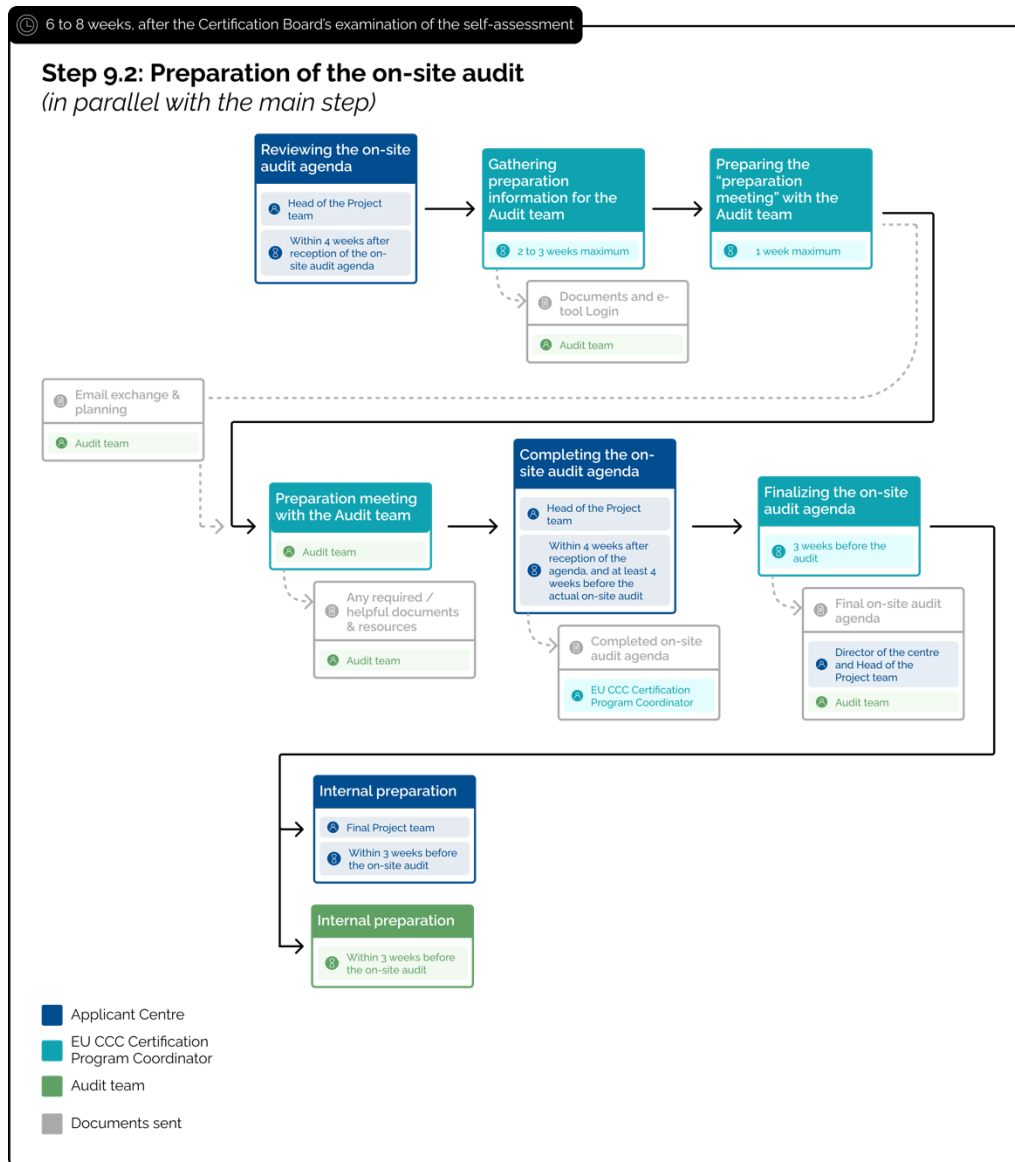 6 to 8 weeks, after the Certification Board's examination of the self-assessment
Step 9.2: Preparation of the on-site audit
(in parallel with the main step)
Reviewing the on-site
audit agenda
Head of the Project
team
Within 4 weeks after
reception of the on-
site audit agenda
Gathering
preparation
information for the
Audit team
2 to 3 weeks maximum
Documents and e-
tool Login
Audit team
Preparing the
“preparation
meeting” with the
Audit team
1 week maximum
Email exchange &
planning
Audit team
Preparation meeting
with the Audit team
Audit team
Any required /
helpful documents
& resources
Audit team
Completing the on-
site audit agenda
Head of the Project
team
Within 4 weeks after
reception of the
agenda, and at least 4
weeks before the
actual on-site audit
Completed on-site
audit agenda
EU CCC Certification
Program Coordinator
Finalizing the on-site
audit agenda
3 weeks before the
audit
Final on-site audit
agenda
Director of the centre
and Head of the
Project team
Audit team
Internal preparation
Final Project team
Within 3 weeks before
the on-site audit
Internal preparation
Within 3 weeks before
the on-site audit
Applicant Centre
EU CCC Certification
Program Coordinator
Audit team
Documents sent